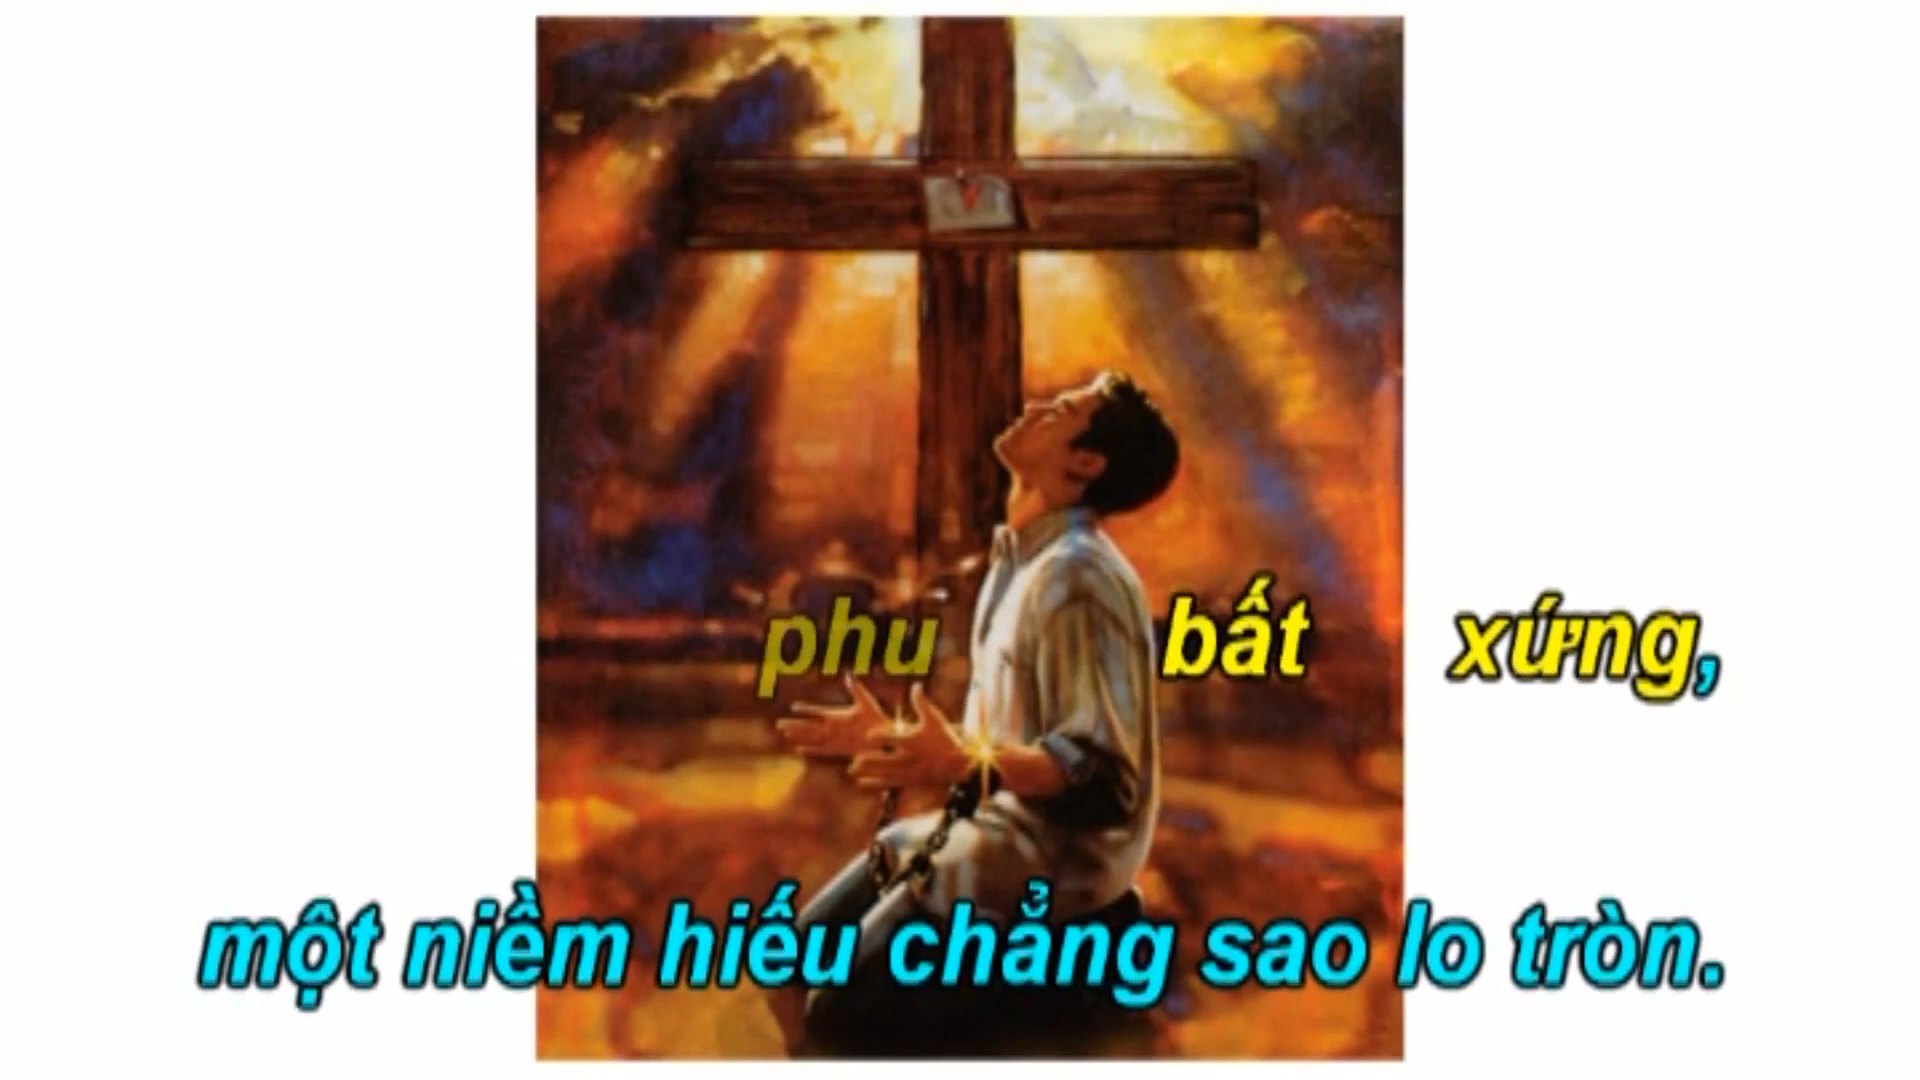 phu bất xứng,
một niềm hiếu chẳng sao lo tròn.